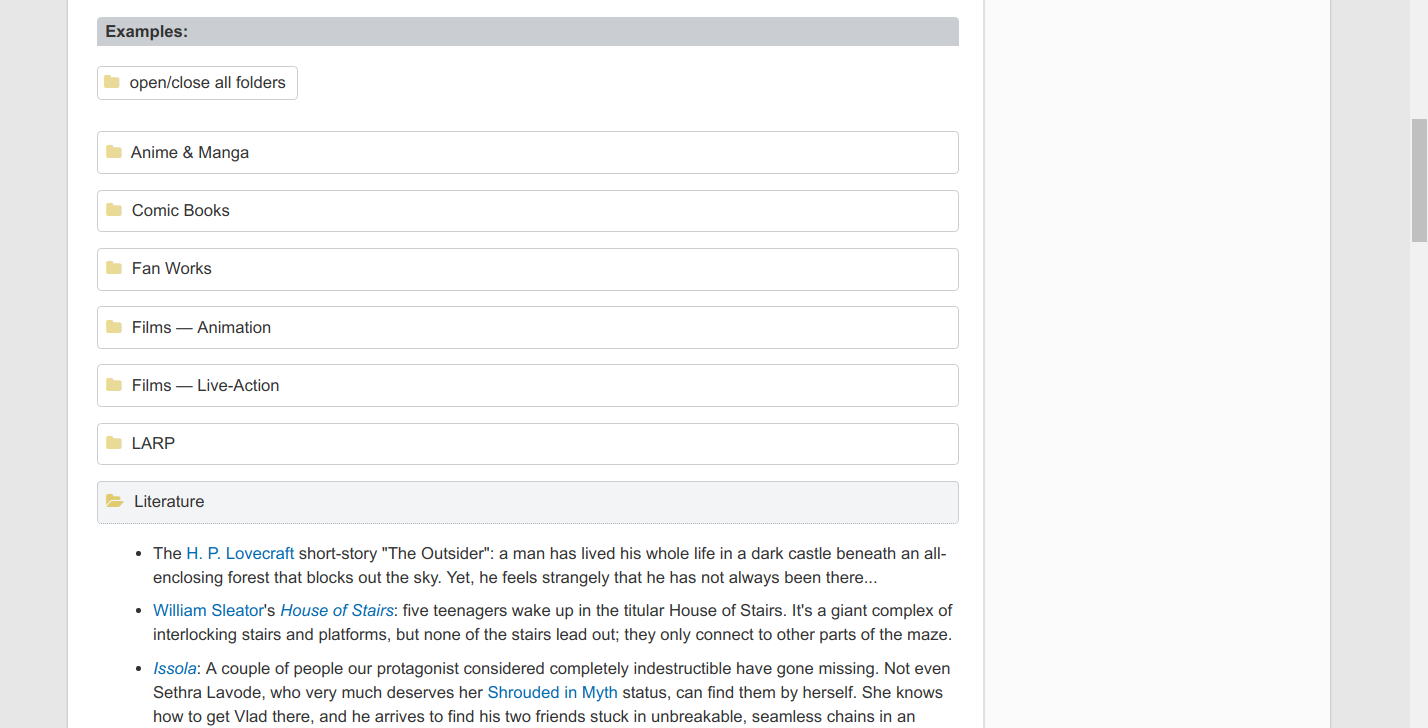 Examples:
open/close all folders
Anime & Manga
Comic Books
Fan Works
Films — Animation
Films — Live-Action
LARP
Literature
The H. P. Lovecraft short-story "The Outsider": a man has lived his whole life in a dark castle beneath an all-
enclosing forest that blocks out the sky. Yet, he feels strangely that he has not always been there...
William Sleator's House of Stairs: five teenagers wake up in the titular House of Stairs. It's a giant complex of
interlocking stairs and platforms, but none of the stairs lead out; they only connect to other parts of the maze.
Issola: A couple of people our protagonist considered completely indestructible have gone missing. Not even
Sethra Lavode, who very much deserves her Shrouded in Myth status, can find them by herself. She knows
how to get Vlad there, and he arrives to find his two friends stuck in unbreakable, seamless chains in an